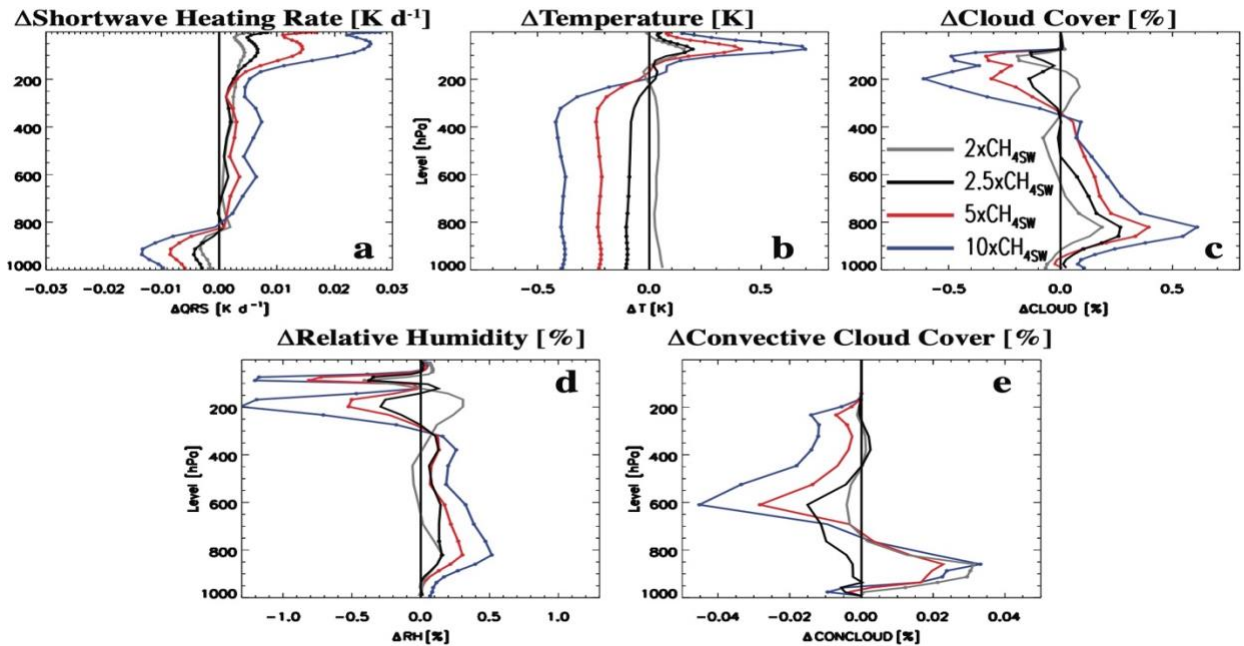 ΔShortwave Heating Rate [K d⁻¹]
200
400
600
800
1000
a
-0.03 -0.02 -0.01 0.00 0.01 0.02 0.03
ΔQRS [K d⁻¹]
ΔTemperature [K]
Level [hPa]
200
400
600
800
1000
b
-0.5 0.0 0.5
ΔT [K]
ΔCloud Cover [%]
200
400
600
800
1000
2xCH₄SW
2.5xCH₄SW
5xCH₄SW
10xCH₄SW
c
-0.5 0.0 0.5
ΔCLOUD [%]
ΔRelative Humidity [%]
Level [hPa]
200
400
600
800
1000
d
-1.0 -0.5 0.0 0.5 1.0
ΔRH [%]
ΔConvective Cloud Cover [%]
Level [hPa]
200
400
600
800
1000
e
-0.04 -0.02 0.00 0.02 0.04
ΔCONCLOUD [%]